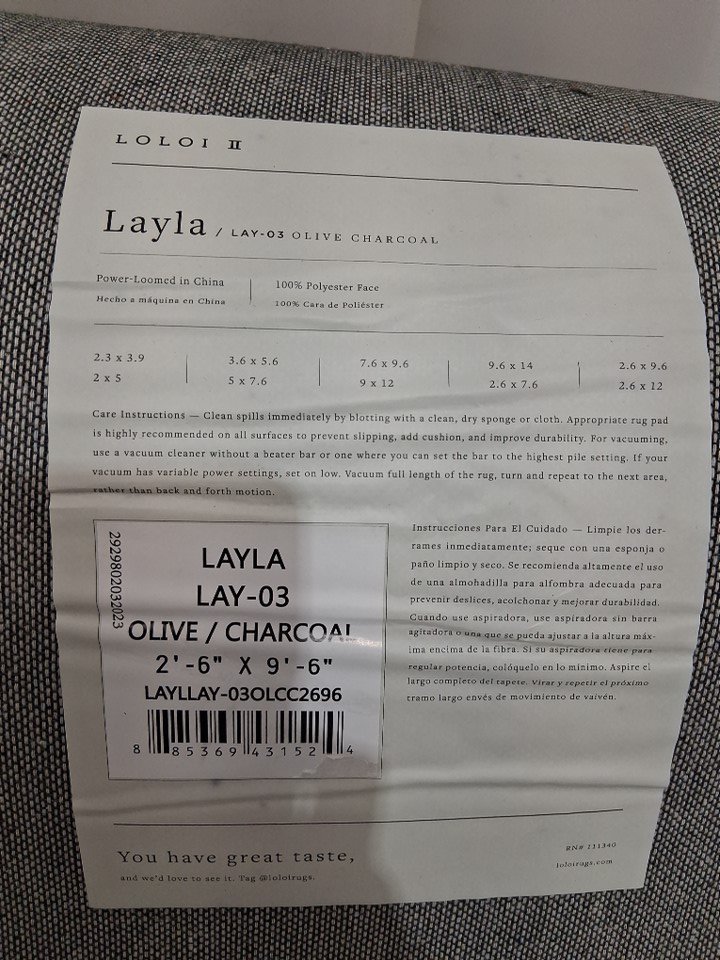 LOLOI II
Layla / LAY-03 OLIVE CHARCOAL
Power-Loomed in China
Hecho a máquina en China
100% Polyester Face
100% Cara de Poliéster
2.3 x 3.9
2 x 5
3.6 x 5.6
5 x 7.6
7.6 x 9.6
9 x 12
9.6 x 14
2.6 x 7.6
2.6 x 9.6
2.6 x 12
Care Instructions — Clean spills immediately by blotting with a clean, dry sponge or cloth. Appropriate rug pad
is highly recommended on all surfaces to prevent slipping, add cushion, and improve durability. For vacuuming,
use a vacuum cleaner without a beater bar or one where you can set the bar to the highest pile setting. If your
vacuum has variable power settings, set on low. Vacuum full length of the rug, turn and repeat to the next area,
rather than back and forth motion.
2929802032023
LAYLA
LAY-03
OLIVE / CHARCOAL
2'-6" X 9'-6"
LAYLLAY-03OLCC2696
8 85369 43152 4
Instrucciones Para El Cuidado — Limpie los der-
rames inmediatamente; seque con una esponja o
paño limpio y seco. Se recomienda altamente el uso
de una almohadilla para alfombra adecuada para
prevenir deslices, acolchonar y mejorar durabilidad.
Cuando use aspiradora, use aspiradora sin barra
agitadora o una que se pueda ajustar a la altura máx-
ima encima de la fibra. Si su aspiradora tiene para
regular potencia, colóquelo en lo mínimo. Aspire el
largo completo del tapete. Virar y repetir el próximo
tramo largo envés de movimiento de vaivén.
You have great taste,
and we'd love to see it. Tag @loloirugs.
RN# 111340
loloirugs.com